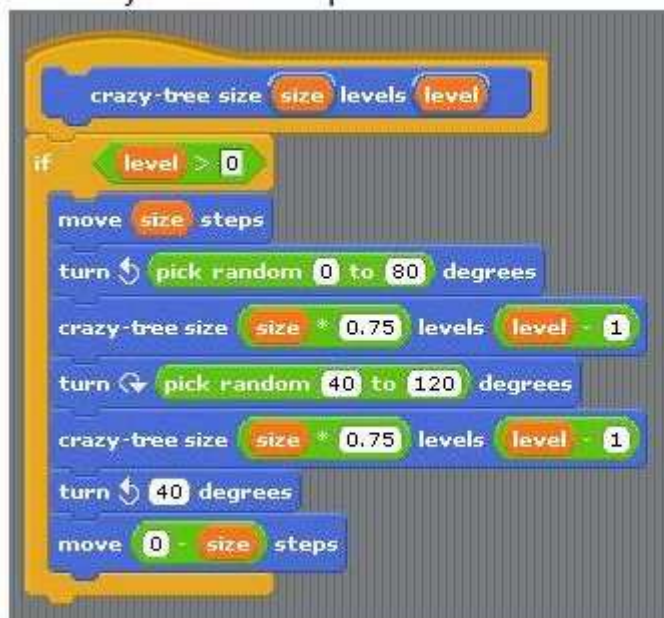 crazy-tree size size levels level
if level > 0
move size steps
turn pick random 0 to 80 degrees
crazy-tree size size * 0.75 levels level - 1
turn pick random 40 to 120 degrees
crazy-tree size size * 0.75 levels level - 1
turn 40 degrees
move 0 - size steps